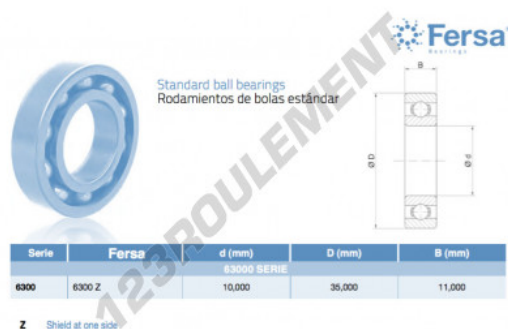 Fersa
Bearings
Standard ball bearings
Rodamientos de bolas estándar
B
Ø D
Ø d
Serie Fersa d (mm) D (mm) B (mm)
63000 SERIE
6300 6300 Z 10,000 35,000 11,000
Z Shield at one side
123ROULEMENT